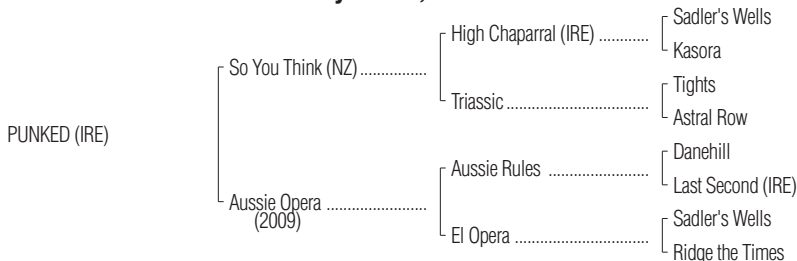 Sadler's Wells
High Chaparral (IRE) ............
Kasora
So You Think (NZ) ................
Tights
Triassic ..................................
Astral Row
PUNKED (IRE)
Danehill
Aussie Rules ........................
Last Second (IRE)
Aussie Opera ........................
(2009)
Sadler's Wells
El Opera ................................
Ridge the Times